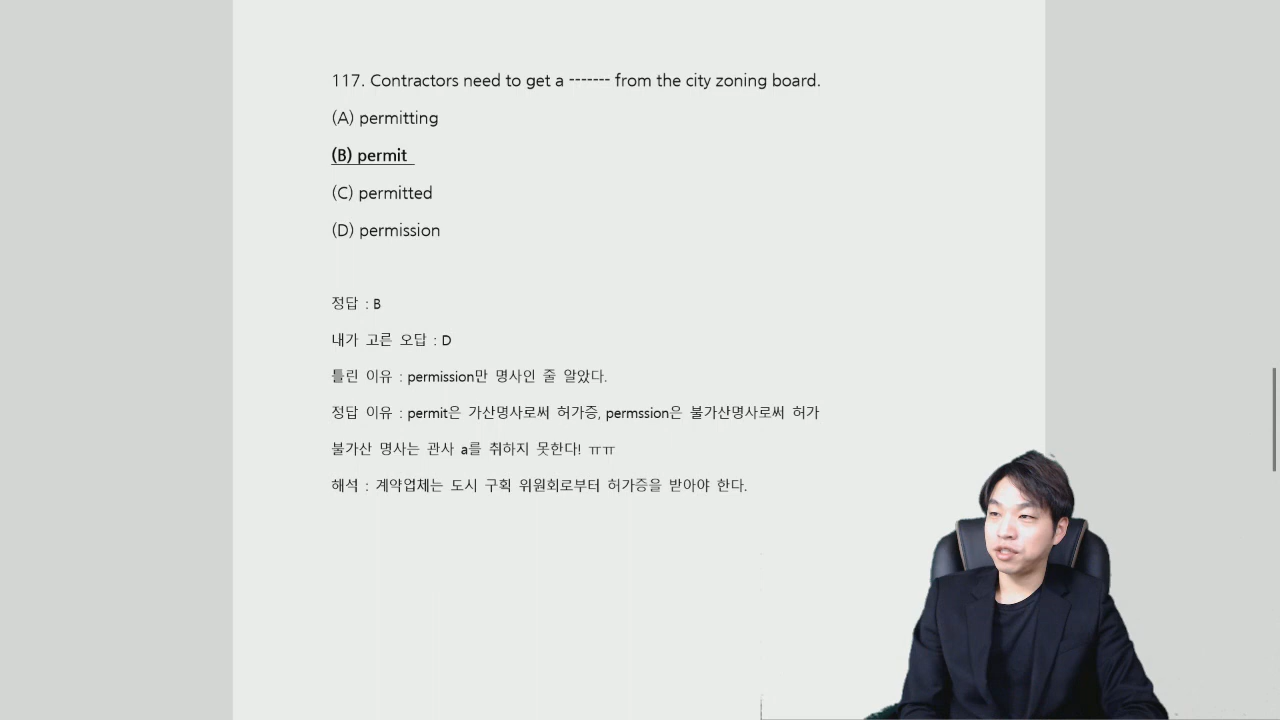 117. Contractors need to get a ------- from the city zoning board.
(A) permitting
(B) permit
(C) permitted
(D) permission
정답 : B
내가 고른 오답 : D
틀린 이유 : permission만 명사인 줄 알았다.
정답 이유 : permit은 가산명사로써 허가증, permssion은 불가산명사로써 허가
불가산 명사는 관사 a를 취하지 못한다! ㅠㅠ
해석 : 계약업체는 도시 구획 위원회로부터 허가증을 받아야 한다.